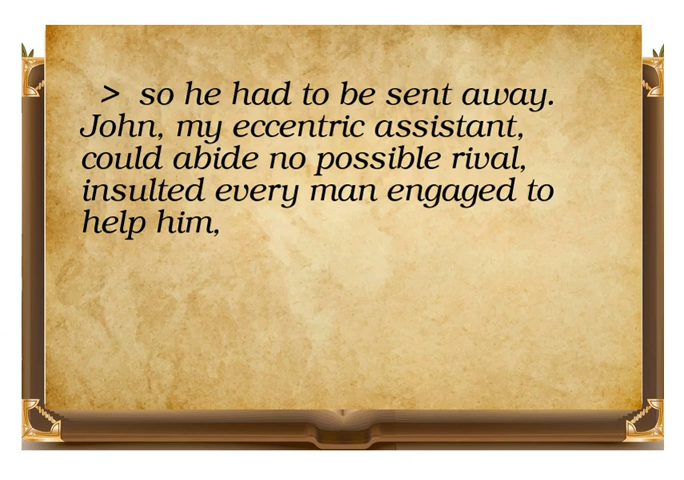 > so he had to be sent away.
John, my eccentric assistant,
could abide no possible rival,
insulted every man engaged to
help him,